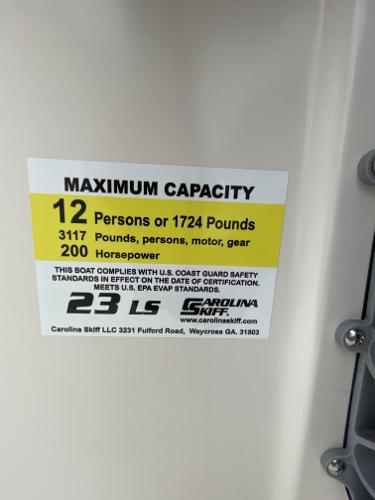 MAXIMUM CAPACITY
12 Persons or 1724 Pounds
3117 Pounds, persons, motor, gear
200 Horsepower
THIS BOAT COMPLIES WITH U.S. COAST GUARD SAFETY
STANDARDS IN EFFECT ON THE DATE OF CERTIFICATION.
MEETS U.S. EPA EVAP STANDARDS.
23 LS CAROLINA SKIFF.
www.carolinaskiff.com
Carolina Skiff LLC 3231 Fulford Road, Waycross GA. 31503